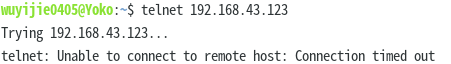 wuyijie0405@Yoko:~$ telnet 192.168.43.123
Trying 192.168.43.123...
telnet: Unable to connect to remote host: Connection timed out